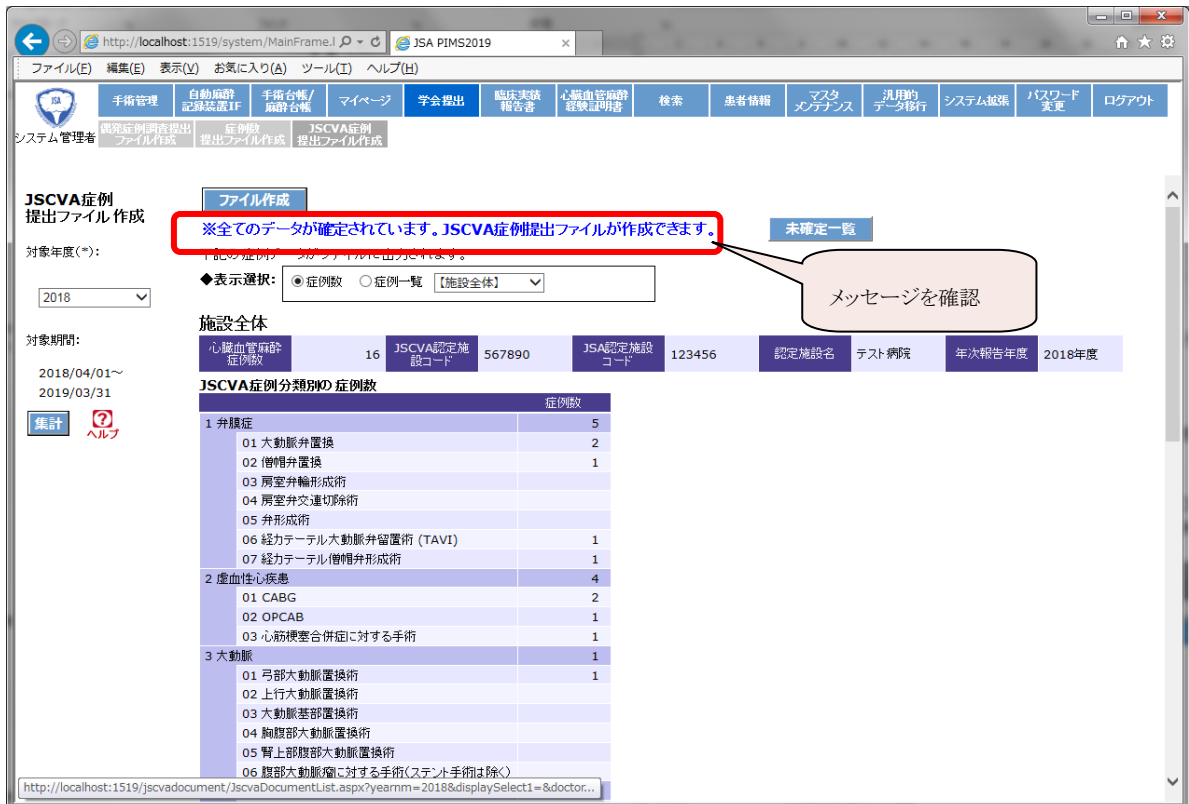 http://localhost:1519/system/MainFrame.l
JSA PIMS2019
ファイル(F) 編集(E) 表示(V) お気に入り(A) ツール(T) ヘルプ(H)
JSA
システム管理者
手術管理
自動麻酔
記録装置IF
手術台帳/
麻酔台帳
マイページ
学会提出
臨床実績
報告書
心臓血管麻酔
経験証明書
検索
患者情報
マスタ
メンテナンス
汎用的
データ移行
システム拡張
パスワード
変更
ログアウト
偶発症例調査提出
ファイル作成
症例数
提出ファイル作成
JSCVA症例
提出ファイル作成
JSCVA症例
提出ファイル 作成
対象年度(*):
2018
対象期間:
2018/04/01～
2019/03/31
集計
ヘルプ
ファイル作成
※全てのデータが確定されています。JSCVA症例提出ファイルが作成できます。
未確定一覧
下記の症例データがファイルに出力されます。
◆表示選択: 症例数 症例一覧 【施設全体】
メッセージを確認
施設全体
心臓血管麻酔
症例数
16
JSCVA認定施
設コード
567890
JSA認定施設
コード
123456
認定施設名
テスト病院
年次報告年度
2018年度
JSCVA症例分類別の症例数
症例数
1 弁膜症 5
01 大動脈弁置換 2
02 僧帽弁置換 1
03 房室弁輪形成術
04 房室弁交連切除術
05 弁形成術
06 経力テーテル大動脈弁留置術 (TAVI) 1
07 経力テーテル僧帽弁形成術 1
2 虚血性心疾患 4
01 CABG 2
02 OPCAB 1
03 心筋梗塞合併症に対する手術 1
3 大動脈 1
01 弓部大動脈置換術 1
02 上行大動脈置換術
03 大動脈基部置換術
04 胸腹部大動脈置換術
05 腎上部腹部大動脈置換術
06 腹部大動脈瘤に対する手術(ステント手術は除く)
http://localhost:1519/jscvadocument/JscvaDocumentList.aspx?yearnm=2018&displaySelect1=&doctor...